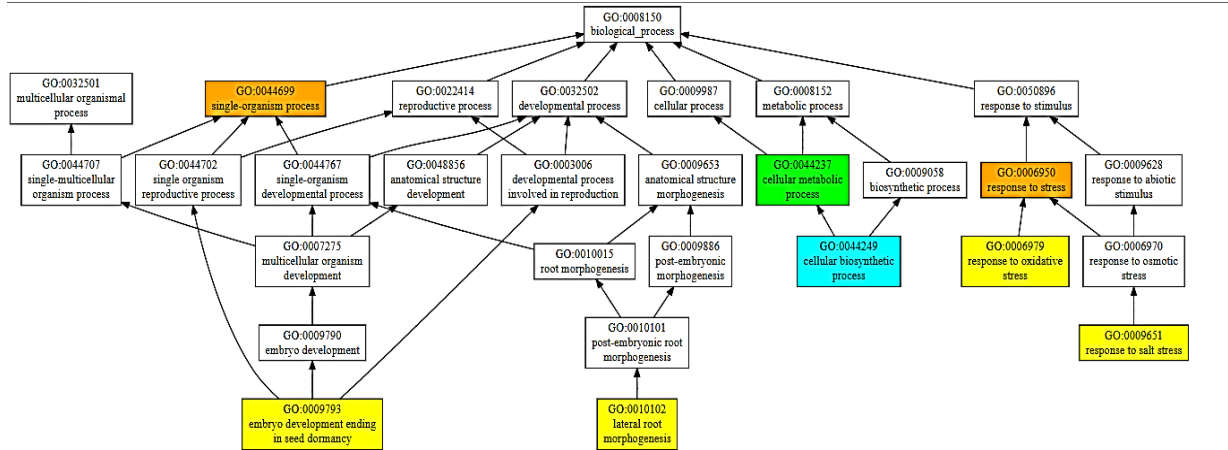 GO:0008150
biological_process
GO:0032501
multicellular organismal
process
GO:0044699
single-organism process
GO:0022414
reproductive process
GO:0032502
developmental process
GO:0009987
cellular process
GO:0008152
metabolic process
GO:0050896
response to stimulus
GO:0044707
single-multicellular
organism process
GO:0044702
single organism
reproductive process
GO:0044767
single-organism
developmental process
GO:0048856
anatomical structure
development
GO:0003006
developmental process
involved in reproduction
GO:0009653
anatomical structure
morphogenesis
GO:0044237
cellular metabolic
process
GO:0009058
biosynthetic process
GO:0006950
response to stress
GO:0009628
response to abiotic
stimulus
GO:0007275
multicellular organism
development
GO:0010015
root morphogenesis
GO:0009886
post-embryonic
morphogenesis
GO:0044249
cellular biosynthetic
process
GO:0006979
response to oxidative
stress
GO:0006970
response to osmotic
stress
GO:0009790
embryo development
GO:0010101
post-embryonic root
morphogenesis
GO:0009651
response to salt stress
GO:0009793
embryo development ending
in seed dormancy
GO:0010102
lateral root
morphogenesis